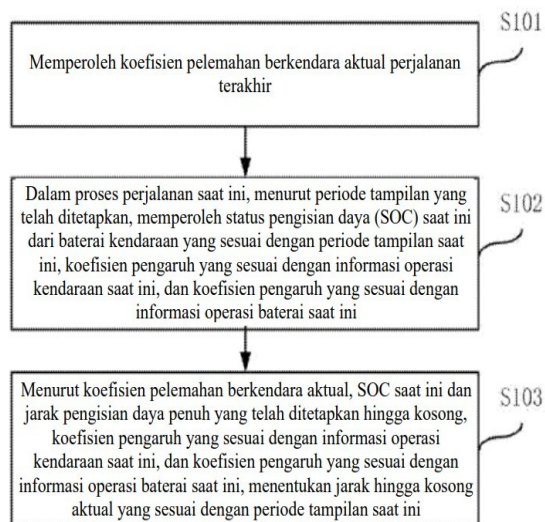 S101
Memperoleh koefisien pelemahan berkendara aktual perjalanan
terakhir
S102
Dalam proses perjalanan saat ini, menurut periode tampilan yang
telah ditetapkan, memperoleh status pengisian daya (SOC) saat ini
dari baterai kendaraan yang sesuai dengan periode tampilan saat
ini, koefisien pengaruh yang sesuai dengan informasi operasi
kendaraan saat ini, dan koefisien pengaruh yang sesuai dengan
informasi operasi baterai saat ini
S103
Menurut koefisien pelemahan berkendara aktual, SOC saat ini dan
jarak pengisian daya penuh yang telah ditetapkan hingga kosong,
koefisien pengaruh yang sesuai dengan informasi operasi
kendaraan saat ini, dan koefisien pengaruh yang sesuai dengan
informasi operasi baterai saat ini, menentukan jarak hingga kosong
aktual yang sesuai dengan periode tampilan saat ini